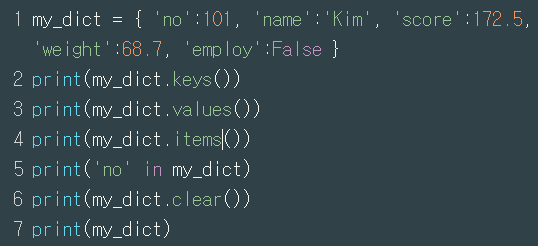 1 my_dict = { 'no':101, 'name':'Kim', 'score':172.5,
'weight':68.7, 'employ':False }
2 print(my_dict.keys())
3 print(my_dict.values())
4 print(my_dict.items())
5 print('no' in my_dict)
6 print(my_dict.clear())
7 print(my_dict)